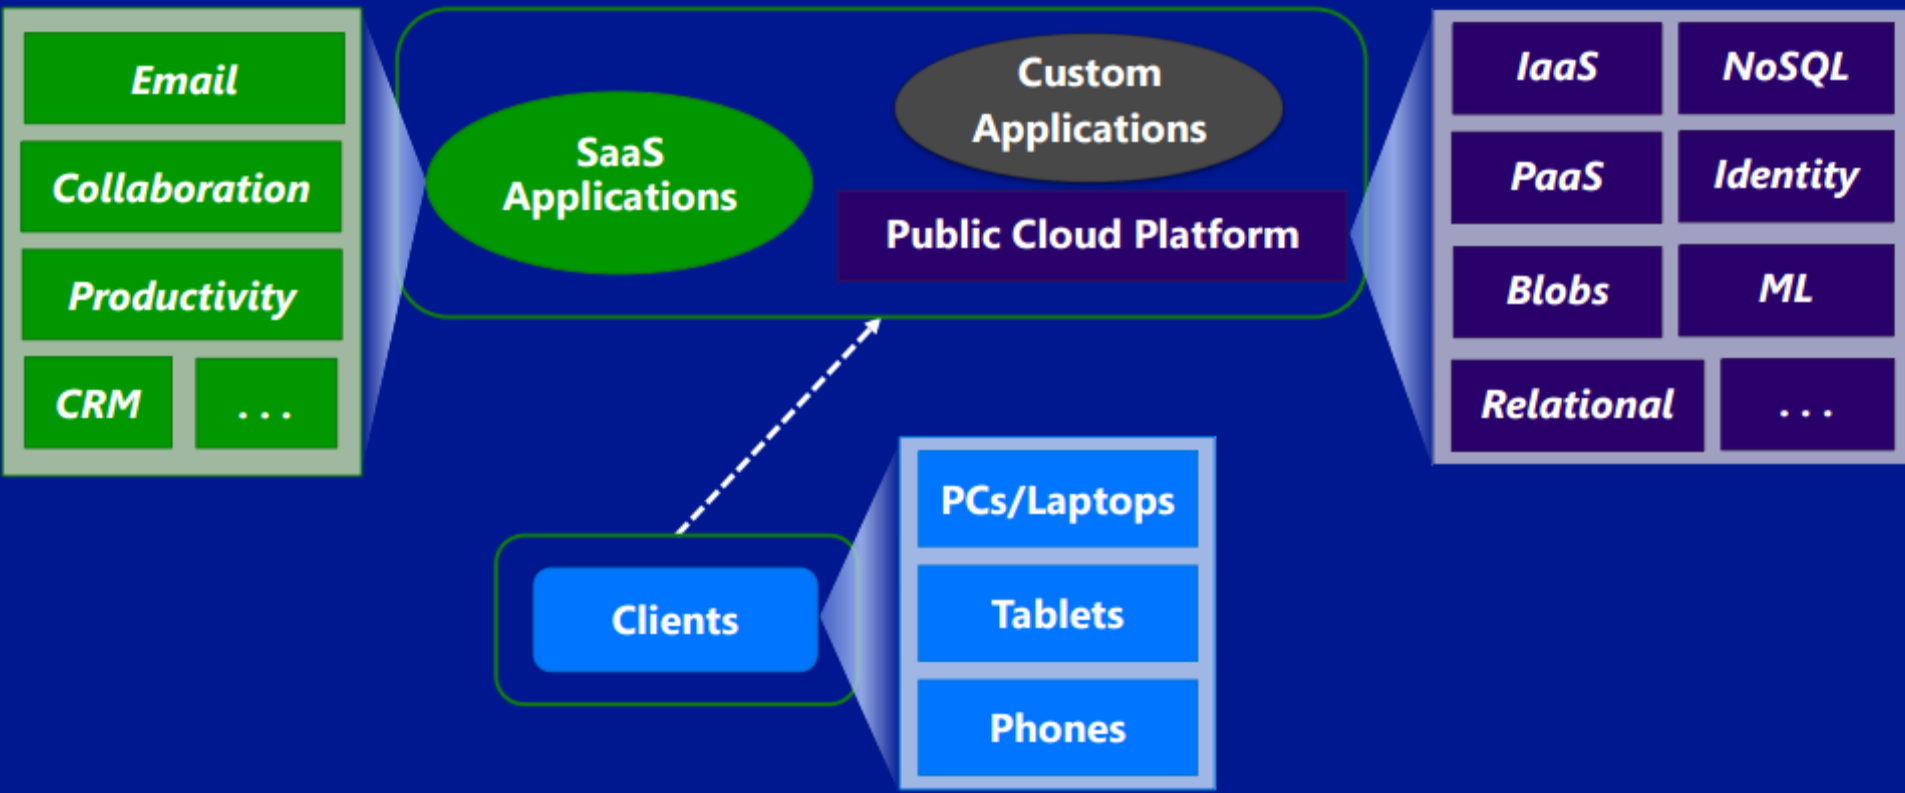 Email
Collaboration
Productivity
CRM
...
SaaS
Applications
Custom
Applications
Public Cloud Platform
IaaS
NoSQL
PaaS
Identity
Blobs
ML
Relational
...
Clients
PCs/Laptops
Tablets
Phones